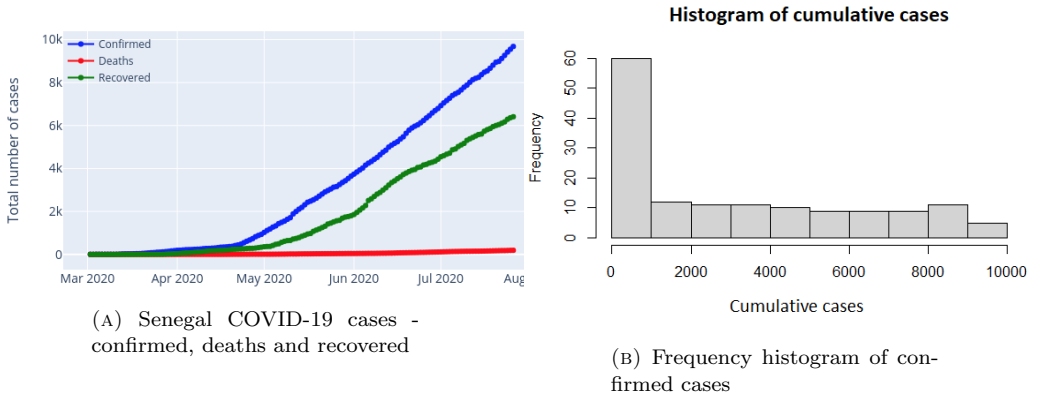 Total number of cases
10k
8k
6k
4k
2k
0
Confirmed
Deaths
Recovered
Mar 2020 Apr 2020 May 2020 Jun 2020 Jul 2020 Aug
(A) Senegal COVID-19 cases -
confirmed, deaths and recovered
Histogram of cumulative cases
Frequency
60
50
40
30
20
10
0
0 2000 4000 6000 8000 10000
Cumulative cases
(B) Frequency histogram of con-
firmed cases